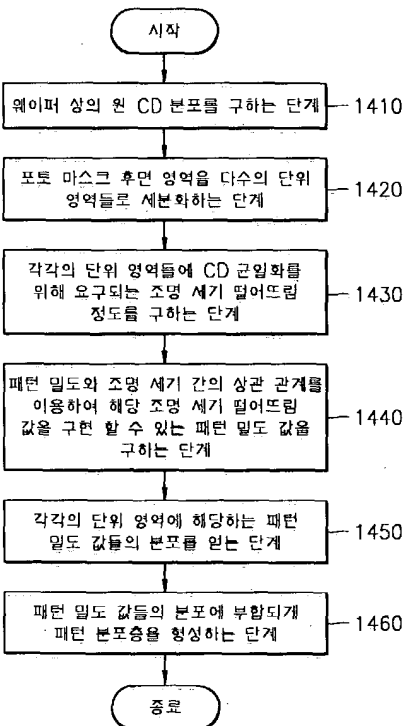 시작
웨이퍼 상의 원 CD 분포를 구하는 단계
1410
포토 마스크 후면 영역을 다수의 단위
영역들로 세분화하는 단계
1420
각각의 단위 영역들에 CD 균일화를
위해 요구되는 조명 세기 떨어뜨림
정도를 구하는 단계
1430
패턴 밀도와 조명 세기 간의 상관 관계를
이용하여 해당 조명 세기 떨어뜨림
값을 구현 할 수 있는 패턴 밀도 값을
구하는 단계
1440
각각의 단위 영역에 해당하는 패턴
밀도 값들의 분포를 얻는 단계
1450
패턴 밀도 값들의 분포에 부합되게
패턴 분포층을 형성하는 단계
1460
종료